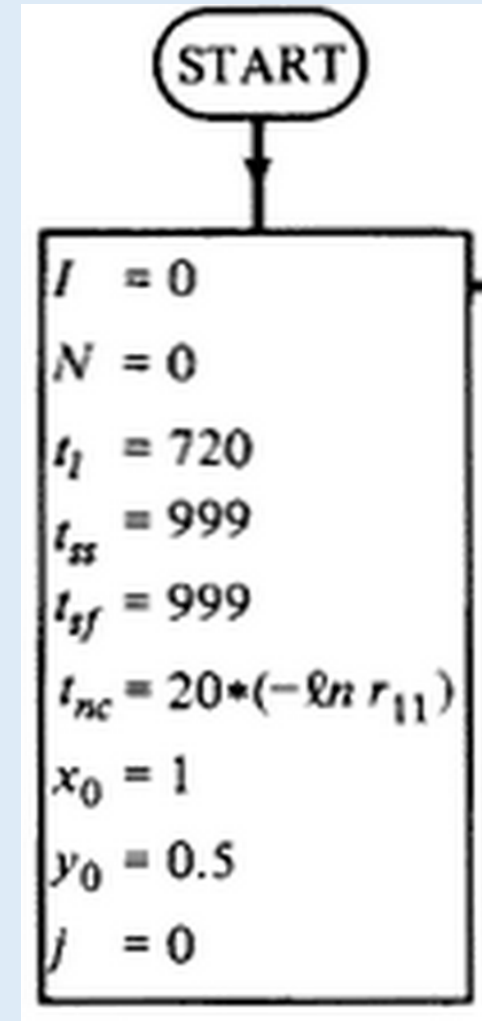 START
I = 0
N = 0
t_l = 720
t_ss = 999
t_sf = 999
t_nc = 20*(−ℓn r_11)
x_0 = 1
y_0 = 0.5
j = 0